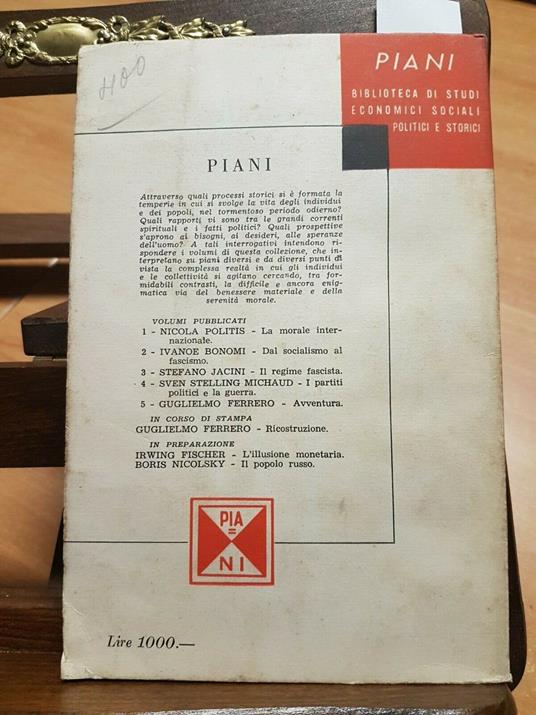 400
PIANI
BIBLIOTECA DI STUDI
ECONOMICI SOCIALI
POLITICI E STORICI
PIANI
Attraverso quali processi storici si è formata la
temperie in cui si svolge la vita degli individui
e dei popoli, nel tormentoso periodo odierno?
Quali rapporti vi sono tra le grandi correnti
spirituali e i fatti politici? Quali prospettive
s'aprono ai bisogni, ai desideri, alle speranze
dell'uomo? A tali interrogativi intendono ri-
spondere i volumi di questa collezione, che in-
terpretano su piani diversi e da diversi punti di
vista la complessa realtà in cui gli individui
e le collettività si agitano cercando, tra for-
midabili contrasti, la difficile e ancora enig-
matica via del benessere materiale e della
serenità morale.
VOLUMI PUBBLICATI
1 - NICOLA POLITIS - La morale inter-
nazionale.
2 - IVANOE BONOMI - Dal socialismo al
fascismo.
3 - STEFANO JACINI - Il regime fascista.
4 - SVEN STELLING MICHAUD - I partiti
politici e la guerra.
5 - GUGLIELMO FERRERO - Avventura.
IN CORSO DI STAMPA
GUGLIELMO FERRERO - Ricostruzione.
IN PREPARAZIONE
IRWING FISCHER - L'illusione monetaria.
BORIS NICOLSKY - Il popolo russo.
PIA=
NI
Lire 1000.—